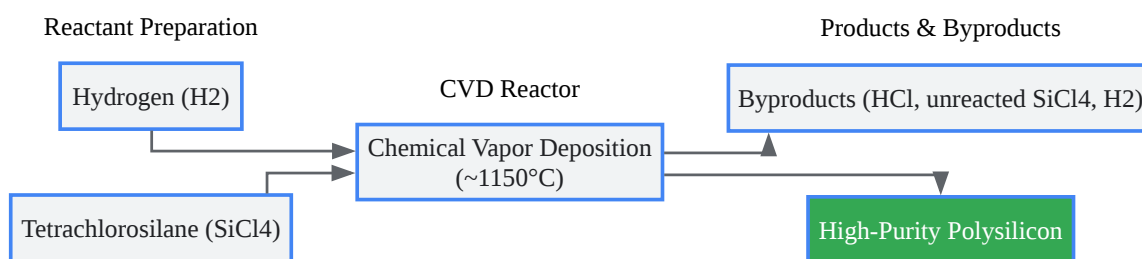 Reactant Preparation
Hydrogen (H2)
Tetrachlorosilane (SiCl4)
CVD Reactor
Chemical Vapor Deposition
(~1150°C)
Products & Byproducts
Byproducts (HCl, unreacted SiCl4, H2)
High-Purity Polysilicon